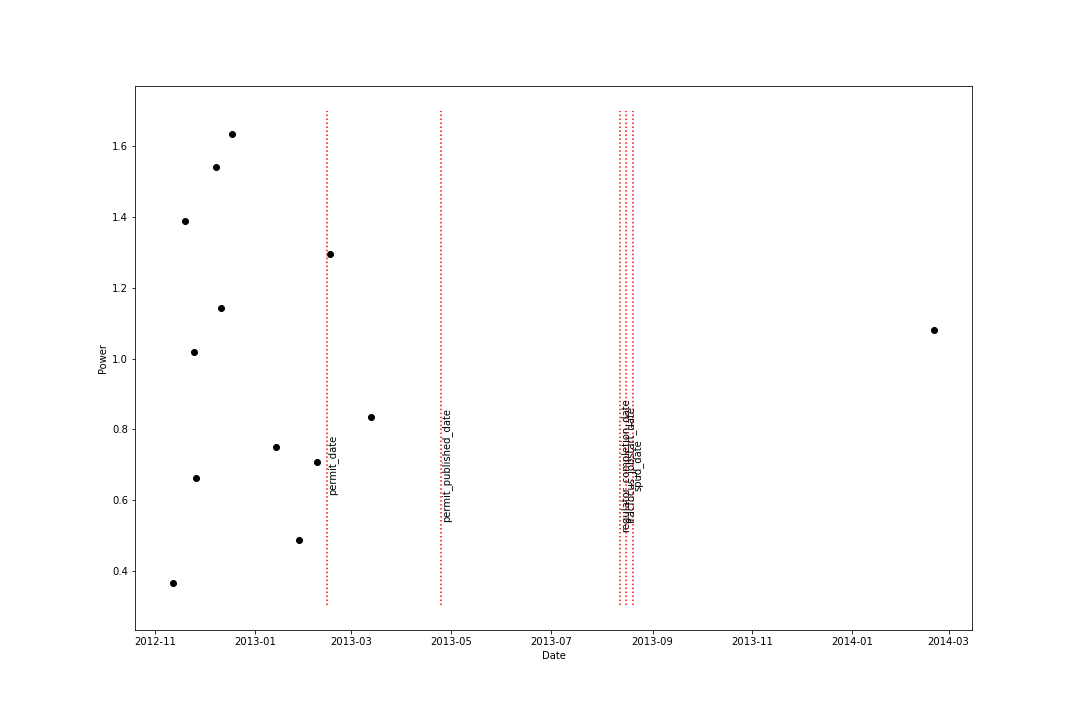 1.6
1.4
1.2
1.0
0.8
0.6
0.4
Power
permit_date
permit_published_date
regulator_completion_date
spud_date
2012-11
2013-01
2013-03
2013-05
2013-07
2013-09
2013-11
2014-01
2014-03
Date